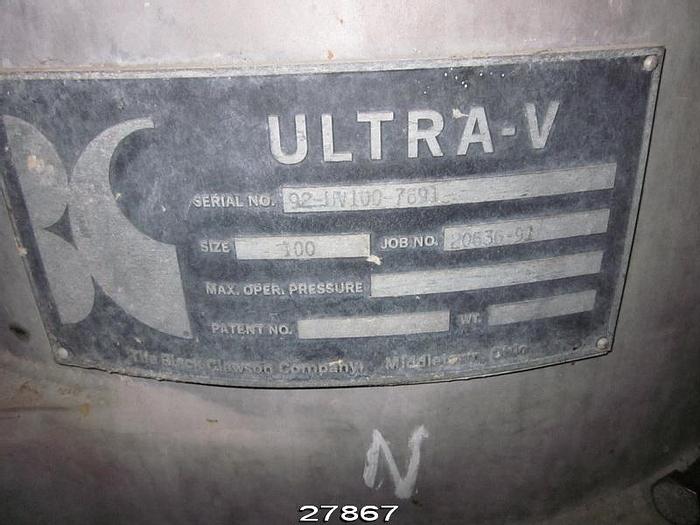 ULTRA-V
SERIAL NO. 92-UV100-7691
SIZE 100 JOB NO. 20636-91
MAX. OPER. PRESSURE
PATENT NO. WT.
The Black Clawson Company, Middletown, Ohio
N
27867